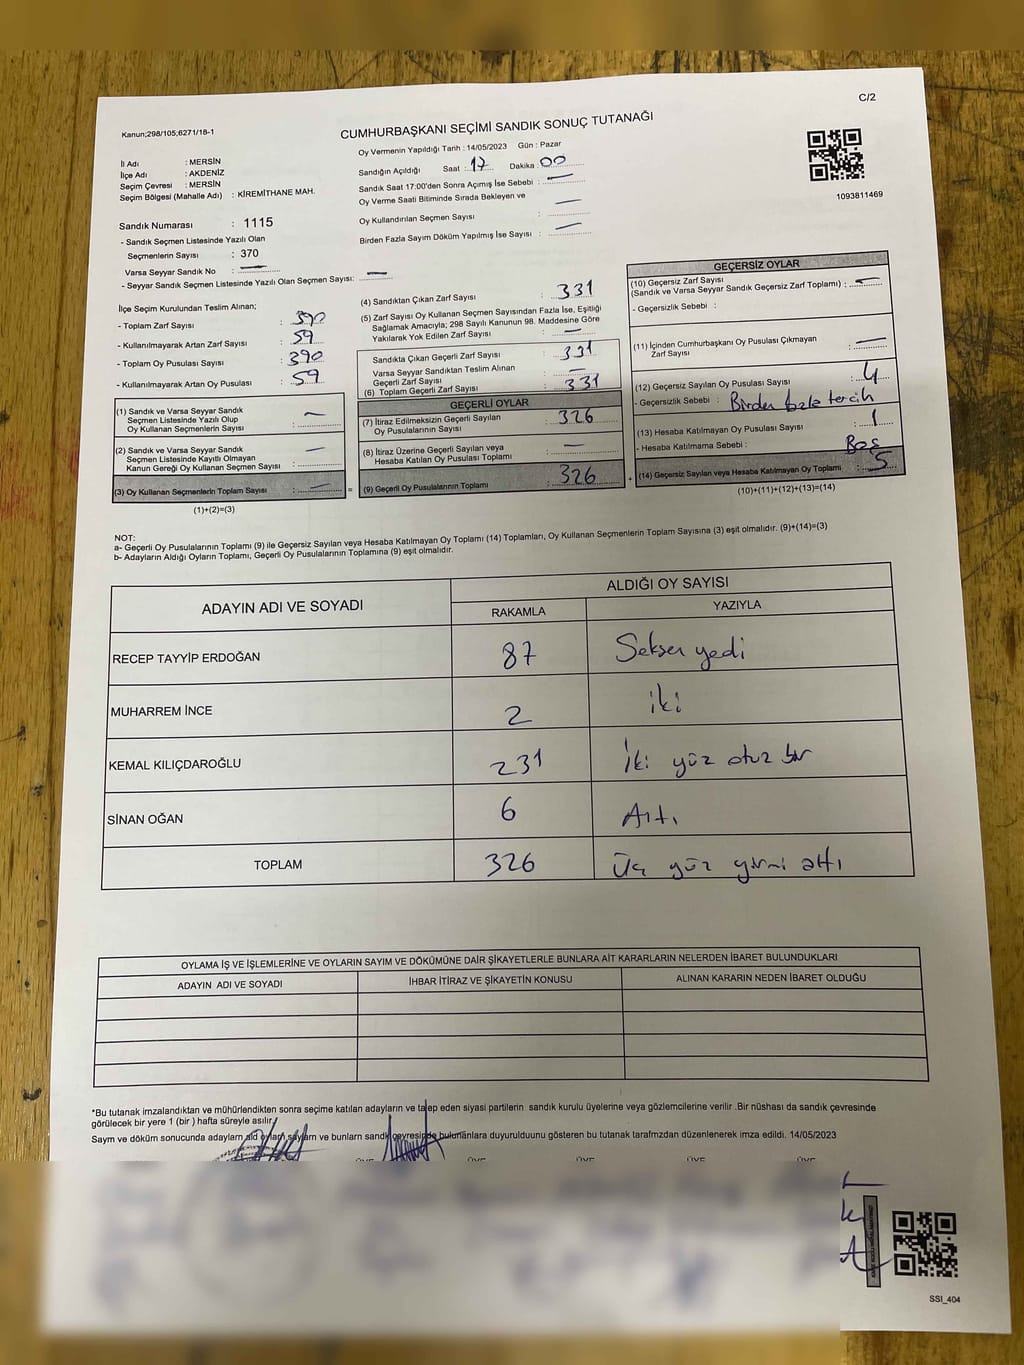 C/2
Kanun;298/105;6271/16-1
CUMHURBAŞKANI SEÇİMİ SANDIK SONUÇ TUTANAĞI
İl Adı : MERSİN
İlçe Adı : AKDENİZ
Seçim Çevresi : MERSİN
Seçim Bölgesi (Mahalle Adı) : KİREMİTHANE MAH.
Oy Vermenin Yapıldığı Tarih : 14/05/2023 Gün : Pazar
Sandığın Açıldığı Saat : 17 Dakika : 00
Sandık Saat 17:00'den Sonra Açımış İse Sebebi : —
Oy Verme Saati Bitiminde Sırada Bekleyen ve
Oy Kullandırılan Seçmen Sayısı : —
Birden Fazla Sayım Döküm Yapılmış İse Sayısı : —
1093811469
Sandık Numarası : 1115
- Sandık Seçmen Listesinde Yazılı Olan
Seçmenlerin Sayısı : 370
Varsa Seyyar Sandık No : —
- Seyyar Sandık Seçmen Listesinde Yazılı Olan Seçmen Sayısı: —
İlçe Seçim Kurulundan Teslim Alınan;
- Toplam Zarf Sayısı : 390
- Kullanılmayarak Artan Zarf Sayısı : 59
- Toplam Oy Pusulası Sayısı : 390
- Kullanılmayarak Artan Oy Pusulası : 59
(1) Sandık ve Varsa Seyyar Sandık
Seçmen Listesinde Yazılı Olup
Oy Kullanan Seçmenlerin Sayısı : —
(2) Sandık ve Varsa Seyyar Sandık
Seçmen Listesinde Kayıtlı Olmayan
Kanun Gereği Oy Kullanan Seçmen Sayısı : —
(3) Oy Kullanan Seçmenlerin Toplam Sayısı : — =
(1)+(2)=(3)
(4) Sandıktan Çıkan Zarf Sayısı : 331
(5) Zarf Sayısı Oy Kullanan Seçmen Sayısından Fazla İse, Eşitliği
Sağlamak Amacıyla; 298 Sayılı Kanunun 98. Maddesine Göre
Yakılarak Yok Edilen Zarf Sayısı : —
Sandıkta Çıkan Geçerli Zarf Sayısı : 331
Varsa Seyyar Sandıktan Teslim Alınan
Geçerli Zarf Sayısı : —
(6) Toplam Geçerli Zarf Sayısı : 331
GEÇERLİ OYLAR
(7) İtiraz Edilmeksizin Geçerli Sayılan
Oy Pusulalarının Sayısı : 326
(8) İtiraz Üzerine Geçerli Sayılan veya
Hesaba Katılan Oy Pusulası Toplamı : —
(9) Geçerli Oy Pusulalarının Toplamı : 326 +
GEÇERSİZ OYLAR
(10) Geçersiz Zarf Sayısı
(Sandık ve Varsa Seyyar Sandık Geçersiz Zarf Toplamı) : —
- Geçersizlik Sebebi :
(11) İçinden Cumhurbaşkanı Oy Pusulası Çıkmayan
Zarf Sayısı : —
(12) Geçersiz Sayılan Oy Pusulası Sayısı : 4
- Geçersizlik Sebebi : Birden fazla tercih
(13) Hesaba Katılmayan Oy Pusulası Sayısı : 1
- Hesaba Katılmama Sebebi : Boş
(14) Geçersiz Sayılan veya Hesaba Katılmayan Oy Toplamı : 5
(10)+(11)+(12)+(13)=(14)
NOT:
a- Geçerli Oy Pusulalarının Toplamı (9) ile Geçersiz Sayılan veya Hesaba Katılmayan Oy Toplamı (14) Toplamları, Oy Kullanan Seçmenlerin Toplam Sayısına (3) eşit olmalıdır. (9)+(14)=(3)
b- Adayların Aldığı Oyların Toplamı, Geçerli Oy Pusulalarının Toplamına (9) eşit olmalıdır.
ADAYIN ADI VE SOYADI ALDIĞI OY SAYISI
RAKAMLA YAZIYLA
RECEP TAYYİP ERDOĞAN 87 Seksen yedi
MUHARREM İNCE 2 iki
KEMAL KILIÇDAROĞLU 231 İki yüz otuz bir
SİNAN OĞAN 6 Altı
TOPLAM 326 Üç yüz yirmi altı
OYLAMA İŞ VE İŞLEMLERİNE VE OYLARIN SAYIM VE DÖKÜMÜNE DAİR ŞİKAYETLERLE BUNLARA AİT KARARLARIN NELERDEN İBARET BULUNDUKLARI
ADAYIN ADI VE SOYADI İHBAR İTİRAZ VE ŞİKAYETİN KONUSU ALINAN KARARIN NEDEN İBARET OLDUĞU
*Bu tutanak imzalandıktan ve mühürlendikten sonra seçime katılan adayların ve talep eden siyasi partilerin sandık kurulu üyelerine veya gözlemcilerine verilir .Bir nüshası da sandık çevresinde
görülecek bir yere 1 (bir ) hafta süreyle asılır.
Sayım ve döküm sonucunda adayların ald oyların sayların ve bunların sandık çevresinde bulunanlara duyurulduunu gösteren bu tutanak tarafmzdan düzenlenerek imza edildi. 14/05/2023
ÜYE ÜYE ÜYE ÜYE ÜYE
SSI_404